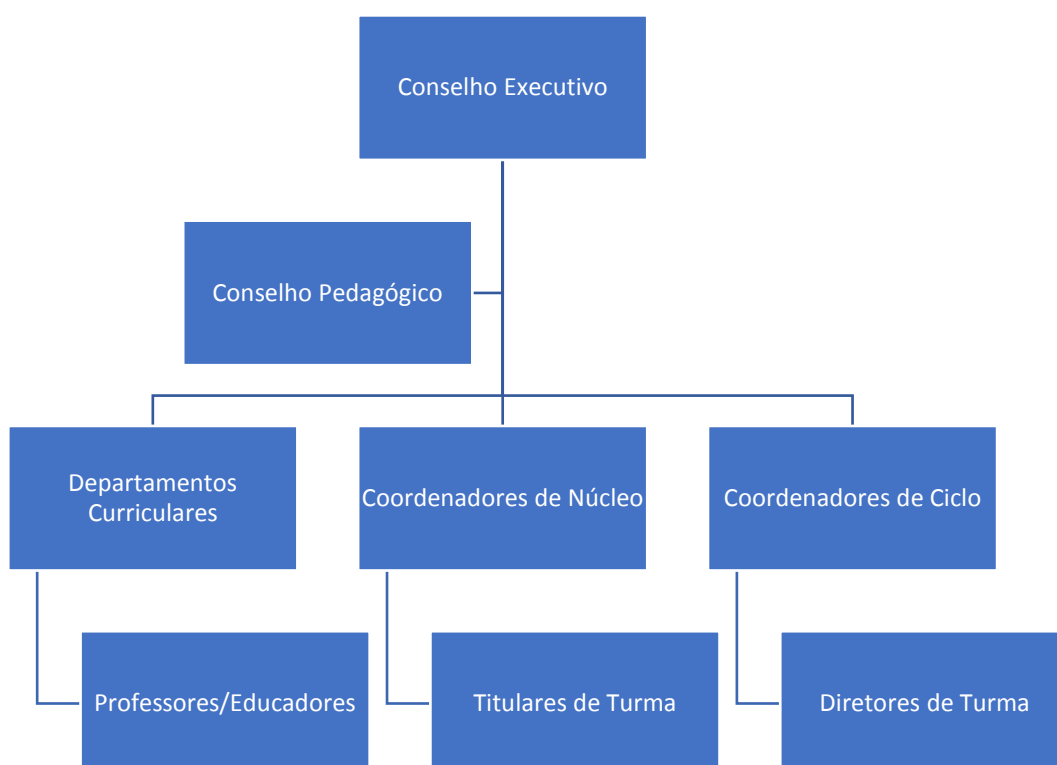 Conselho Executivo
Conselho Pedagógico
Departamentos
Curriculares
Coordenadores de Núcleo
Coordenadores de Ciclo
Professores/Educadores
Titulares de Turma
Diretores de Turma